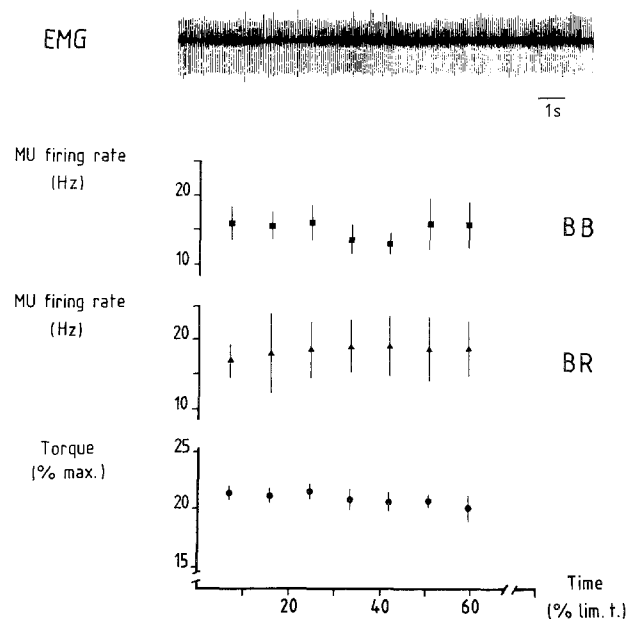 EMG
1s
MU firing rate
(Hz)
20
10
BB
MU firing rate
(Hz)
20
10
BR
Torque
(% max.)
25
20
15
20 40 60
Time
(% lim. t.)